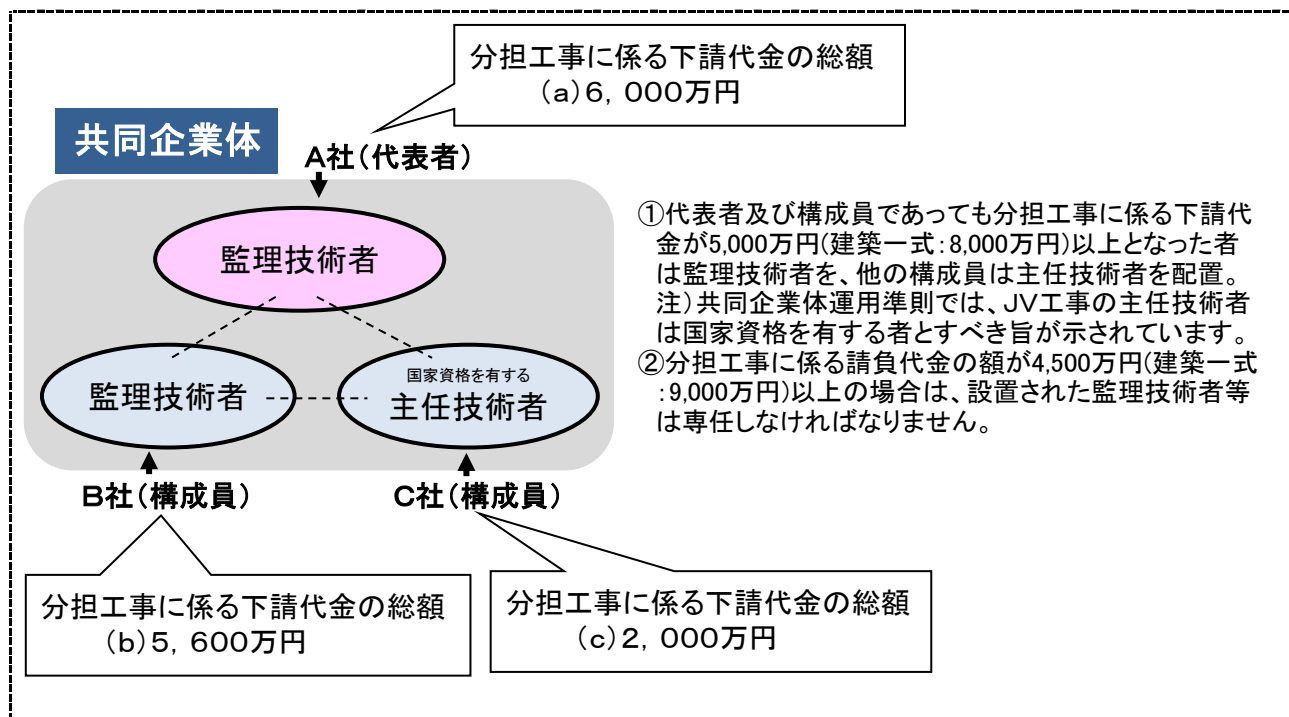 分担工事に係る下請代金の総額
(a)6,000万円
共同企業体
A社(代表者)
監理技術者
監理技術者
国家資格を有する
主任技術者
B社(構成員)
C社(構成員)
分担工事に係る下請代金の総額
(b)5,600万円
分担工事に係る下請代金の総額
(c)2,000万円
①代表者及び構成員であっても分担工事に係る下請代
金が5,000万円(建築一式:8,000万円)以上となった者
は監理技術者を、他の構成員は主任技術者を配置。
注)共同企業体運用準則では、JV工事の主任技術者
は国家資格を有する者とすべき旨が示されています。
②分担工事に係る請負代金の額が4,500万円(建築一式
:9,000万円)以上の場合は、設置された監理技術者等
は専任しなければなりません。